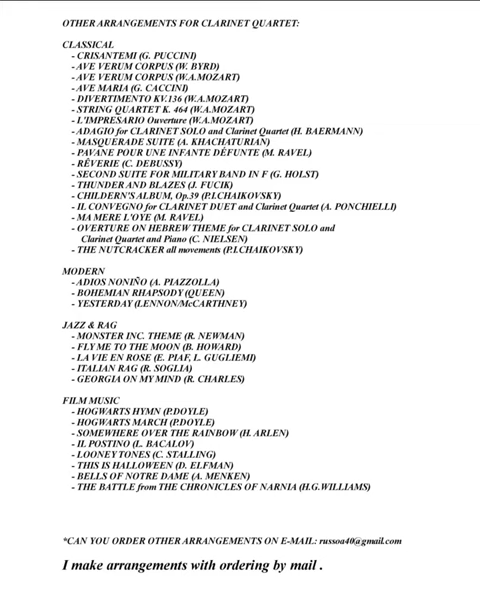 OTHER ARRANGEMENTS FOR CLARINET QUARTET:
CLASSICAL
- CRISANTEMI (G. PUCCINI)
- AVE VERUM CORPUS (W. BYRD)
- AVE VERUM CORPUS (W.A.MOZART)
- AVE MARIA (G. CACCINI)
- DIVERTIMENTO KV.136 (W.A.MOZART)
- STRING QUARTET K. 464 (W.A.MOZART)
- L'IMPRESARIO Ouverture (W.A.MOZART)
- ADAGIO for CLARINET SOLO and Clarinet Quartet (H. BAERMANN)
- MASQUERADE SUITE (A. KHACHATURIAN)
- PAVANE POUR UNE INFANTE DÉFUNTE (M. RAVEL)
- RÊVERIE (C. DEBUSSY)
- SECOND SUITE FOR MILITARY BAND IN F (G. HOLST)
- THUNDER AND BLAZES (J. FUCIK)
- CHILDERN'S ALBUM, Op.39 (P.I.CHAIKOVSKY)
- IL CONVEGNO for CLARINET DUET and Clarinet Quartet (A. PONCHIELLI)
- MA MERE L'OYE (M. RAVEL)
- OVERTURE ON HEBREW THEME for CLARINET SOLO and
Clarinet Quartet and Piano (C. NIELSEN)
- THE NUTCRACKER all movements (P.I.CHAIKOVSKY)
MODERN
- ADIOS NONIÑO (A. PIAZZOLLA)
- BOHEMIAN RHAPSODY (QUEEN)
- YESTERDAY (LENNON/McCARTHNEY)
JAZZ & RAG
- MONSTER INC. THEME (R. NEWMAN)
- FLY ME TO THE MOON (B. HOWARD)
- LA VIE EN ROSE (E. PIAF, L. GUGLIEMI)
- ITALIAN RAG (R. SOGLIA)
- GEORGIA ON MY MIND (R. CHARLES)
FILM MUSIC
- HOGWARTS HYMN (P.DOYLE)
- HOGWARTS MARCH (P.DOYLE)
- SOMEWHERE OVER THE RAINBOW (H. ARLEN)
- IL POSTINO (L. BACALOV)
- LOONEY TONES (C. STALLING)
- THIS IS HALLOWEEN (D. ELFMAN)
- BELLS OF NOTRE DAME (A. MENKEN)
- THE BATTLE from THE CHRONICLES OF NARNIA (H.G.WILLIAMS)
*CAN YOU ORDER OTHER ARRANGEMENTS ON E-MAIL: russoa40@gmail.com
I make arrangements with ordering by mail .